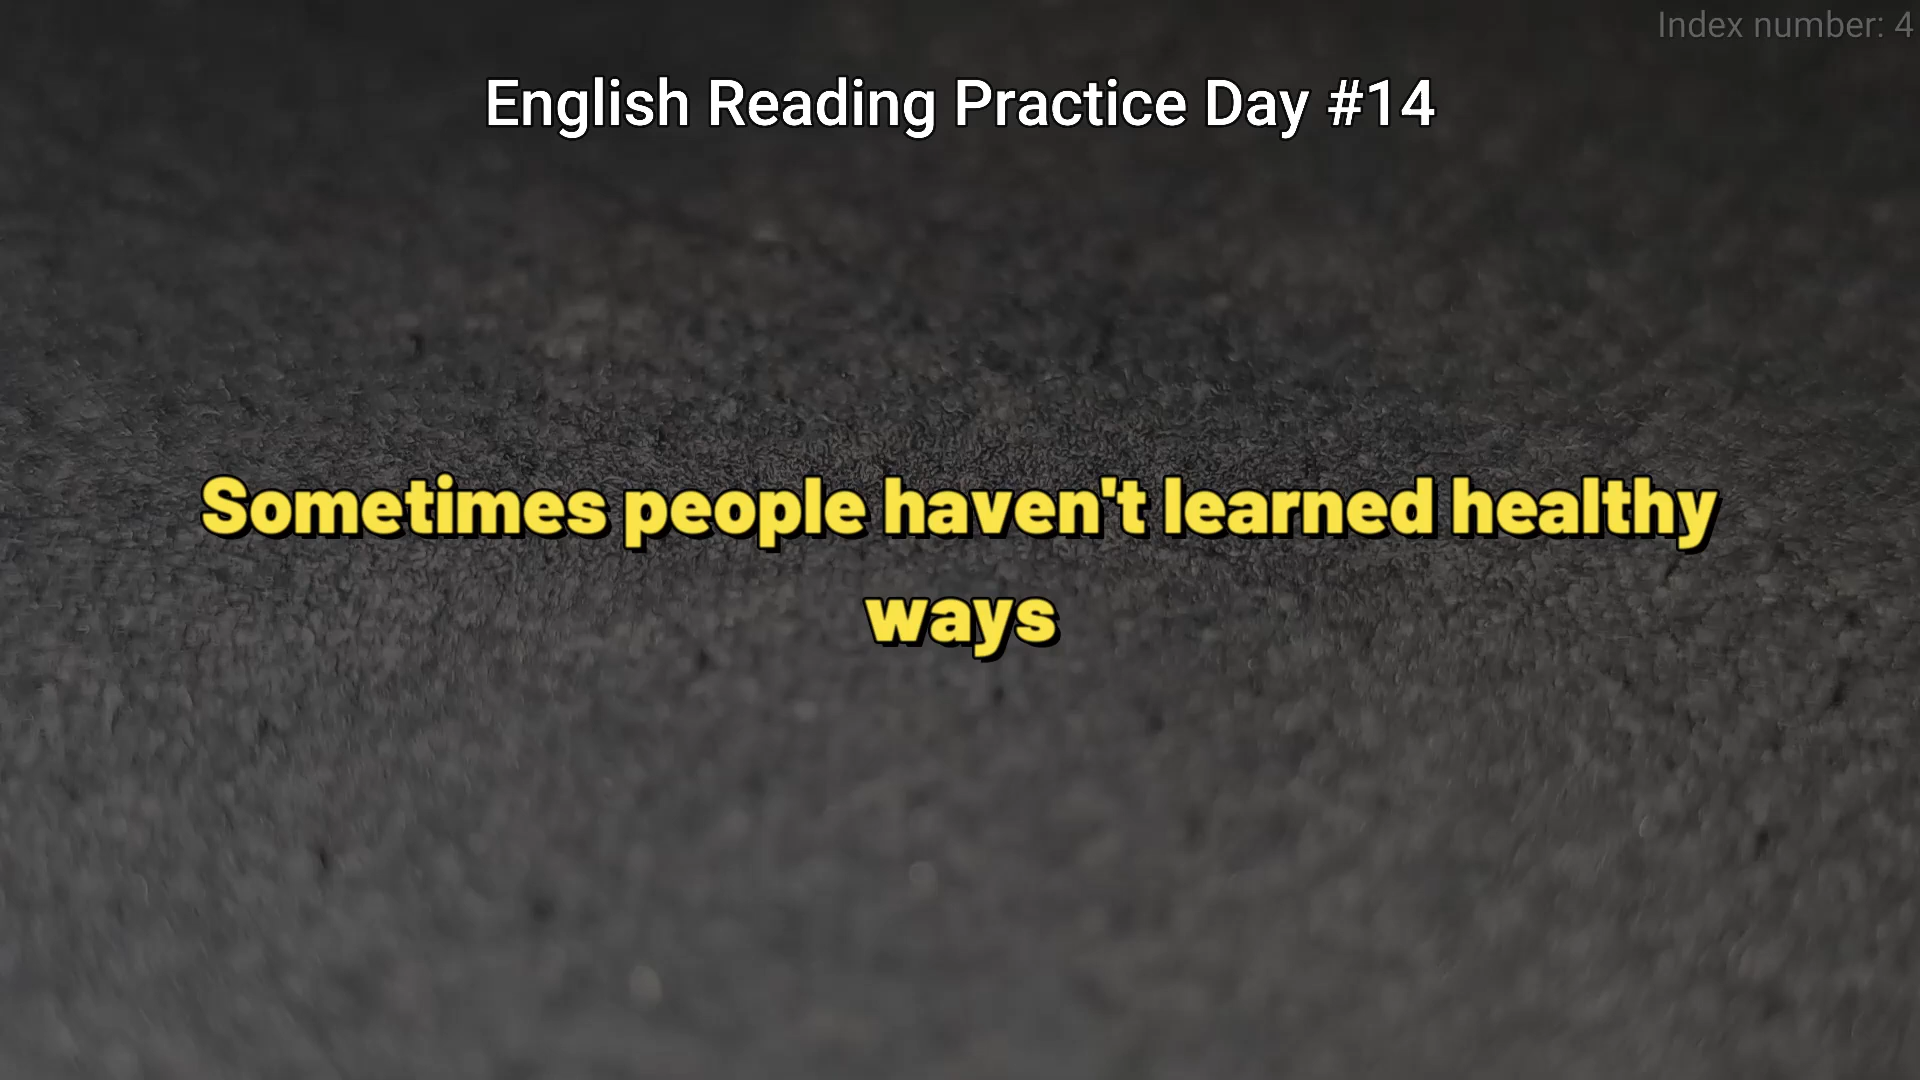 Index number: 4
English Reading Practice Day #14
Sometimes people haven't learned healthy
ways